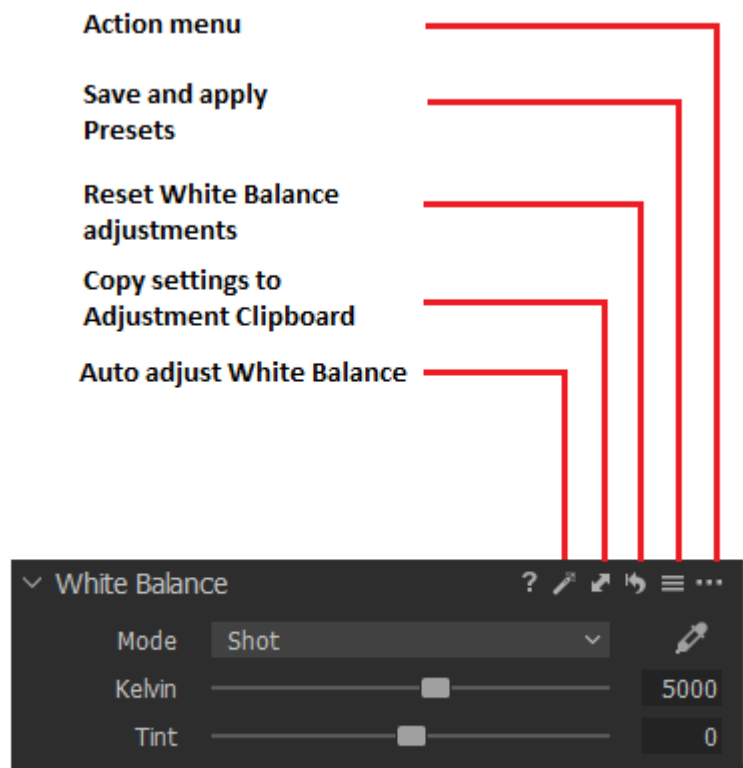 Action menu
Save and apply
Presets
Reset White Balance
adjustments
Copy settings to
Adjustment Clipboard
Auto adjust White Balance
White Balance ?
Mode Shot
Kelvin 5000
Tint 0